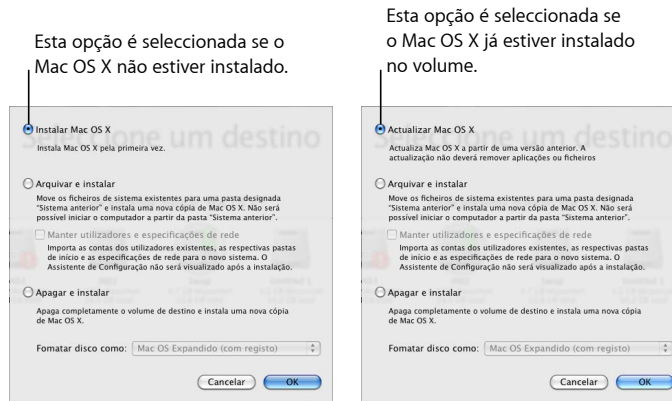 Esta opção é seleccionada se o
Mac OS X não estiver instalado.
Seleccione um destino
Instalar Mac OS X
Instala Mac OS X pela primeira vez.
Arquivar e instalar
Move os ficheiros de sistema existentes para uma pasta designada
“Sistema anterior” e instala uma nova cópia de Mac OS X. Não será
possível iniciar o computador a partir da pasta “Sistema anterior”.
Manter utilizadores e especificações de rede
Importa as contas dos utilizadores existentes, as respectivas pastas
de início e as especificações de rede para o novo sistema. O
Assistente de Configuração não será visualizado após a instalação.
Apagar e instalar
Apaga completamente o volume de destino e instala uma nova cópia
de Mac OS X.
Fomatar disco como: Mac OS Expandido (com registo)
Cancelar OK
Esta opção é seleccionada se
o Mac OS X já estiver instalado
no volume.
Actualizar Mac OS X
Actualiza Mac OS X a partir de uma versão anterior. A
actualização não deverá remover aplicações ou ficheiros
Arquivar e instalar
Move os ficheiros de sistema existentes para uma pasta designada
“Sistema anterior” e instala uma nova cópia de Mac OS X. Não será
possível iniciar o computador a partir da pasta “Sistema anterior”.
Manter utilizadores e especificações de rede
Importa as contas dos utilizadores existentes, as respectivas pastas
de início e as especificações de rede para o novo sistema. O
Assistente de Configuração não será visualizado após a instalação.
Apagar e instalar
Apaga completamente o volume de destino e instala uma nova cópia
de Mac OS X.
Fomatar disco como: Mac OS Expandido (com registo)
Cancelar OK